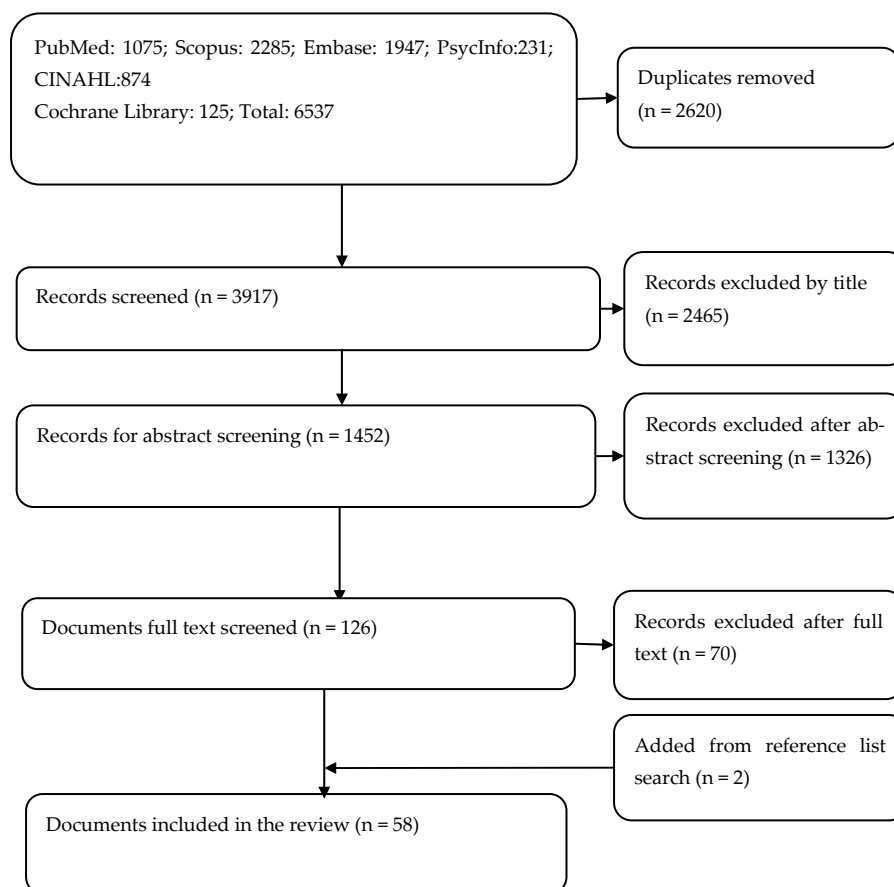 PubMed: 1075; Scopus: 2285; Embase: 1947; PsycInfo:231;
CINAHL:874
Cochrane Library: 125; Total: 6537
Duplicates removed
(n = 2620)
Records screened (n = 3917)
Records excluded by title
(n = 2465)
Records for abstract screening (n = 1452)
Records excluded after ab-
stract screening (n = 1326)
Documents full text screened (n = 126)
Records excluded after full
text (n = 70)
Added from reference list
search (n = 2)
Documents included in the review (n = 58)